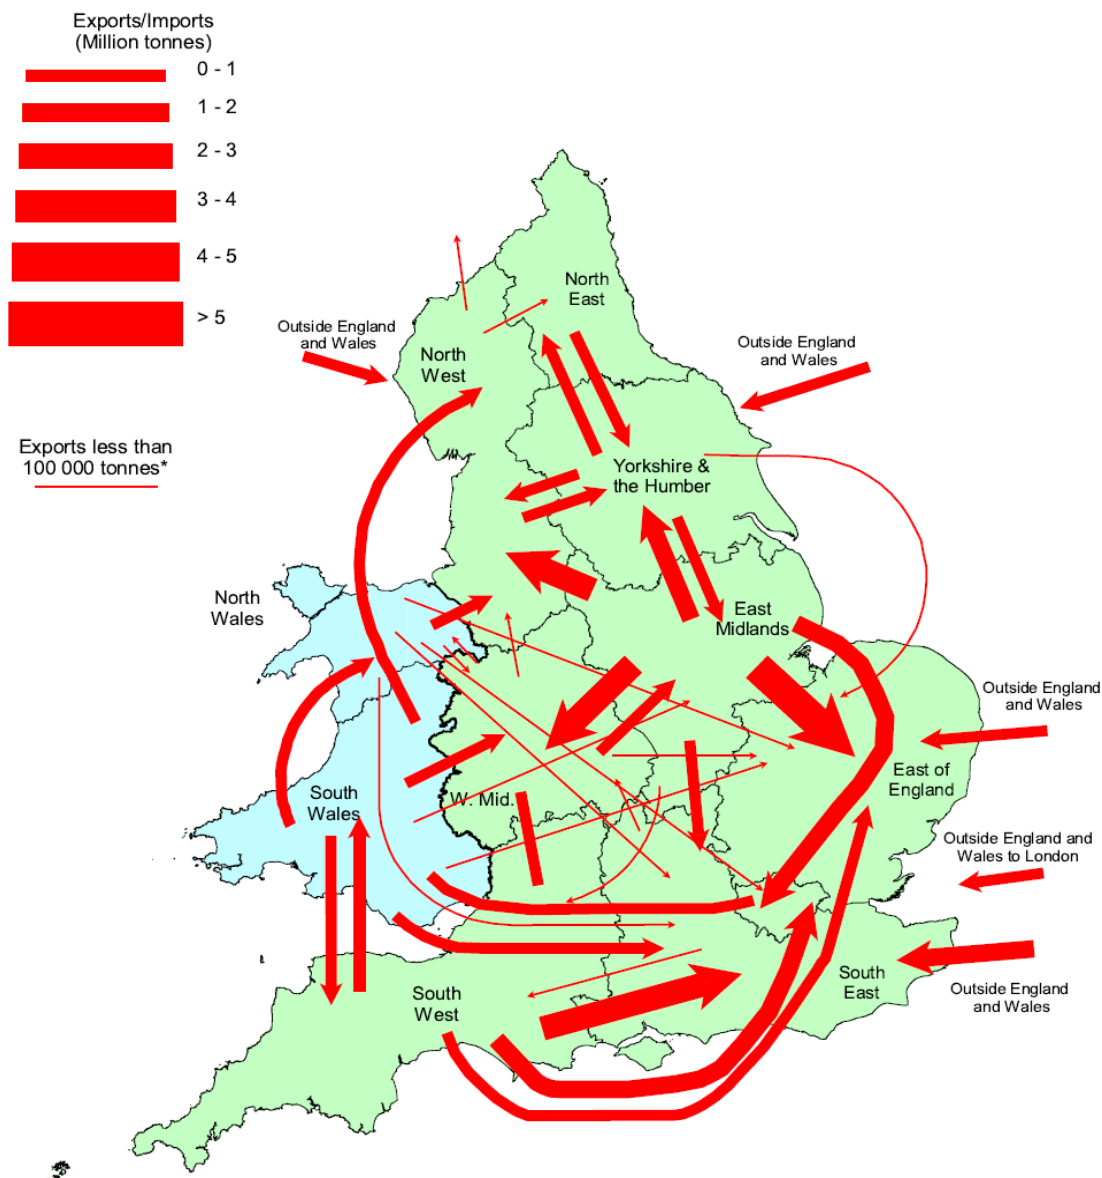 Exports/Imports
(Million tonnes)
0 - 1
1 - 2
2 - 3
3 - 4
4 - 5
> 5
Exports less than
100 000 tonnes*
North
East
Outside England
and Wales
North
West
Outside England
and Wales
Yorkshire &
the Humber
North
Wales
East
Midlands
Outside England
and Wales
East of
England
South
Wales
W. Mid.
Outside England and
Wales to London
South
West
South
East
Outside England
and Wales